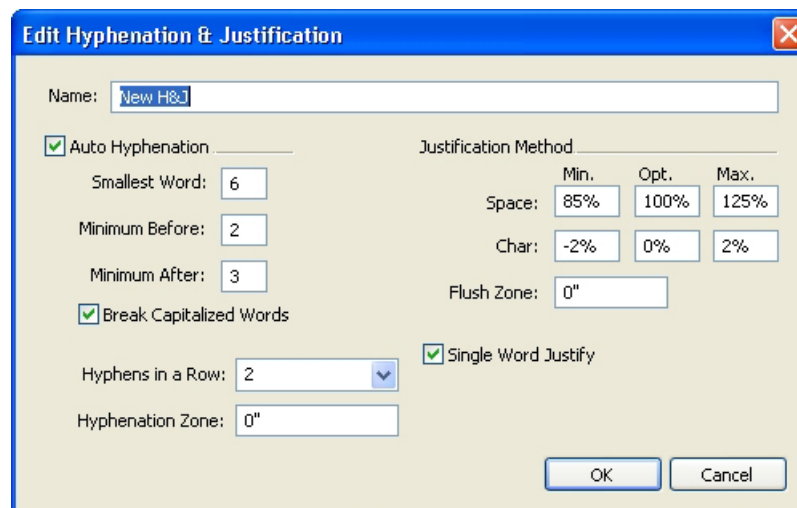 Edit Hyphenation & Justification
Name: New H&J
Auto Hyphenation
Smallest Word: 6
Minimum Before: 2
Minimum After: 3
Break Capitalized Words
Hyphens in a Row: 2
Hyphenation Zone: 0"
Justification Method
Min. Opt. Max.
Space: 85% 100% 125%
Char: -2% 0% 2%
Flush Zone: 0"
Single Word Justify
OK Cancel